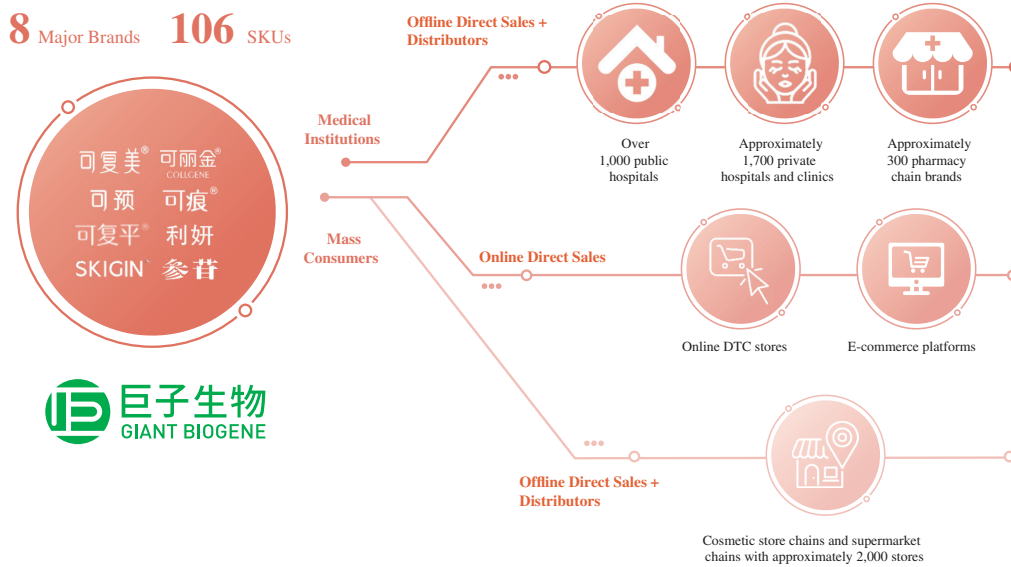 8 Major Brands 106 SKUs
可复美® 可丽金®
COLLGENE
可预 可痕®
可复平® 利妍
SKIGIN 参苷
巨子生物
GIANT BIOGENE
Medical
Institutions
Mass
Consumers
Offline Direct Sales +
Distributors
Over
1,000 public
hospitals
Approximately
1,700 private
hospitals and clinics
Approximately
300 pharmacy
chain brands
Online Direct Sales
Online DTC stores
E-commerce platforms
Offline Direct Sales +
Distributors
Cosmetic store chains and supermarket
chains with approximately 2,000 stores